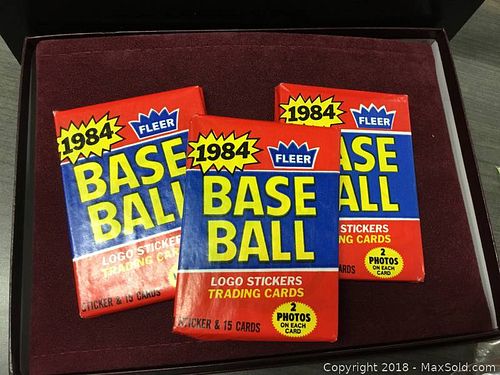 1984
FLEER
BASE
BALL
LOGO STICKERS
TRADING CARDS
STICKER & 15 CARDS
1984
FLEER
BASE
BALL
LOGO STICKERS
TRADING CARDS
STICKER & 15 CARDS
2
PHOTOS
ON EACH
CARD
1984
FLEER
ASE
ALL
STICKERS
NG CARDS
ARDS
2
PHOTOS
ON EACH
CARD
Copyright © 2018 - MaxSold.com